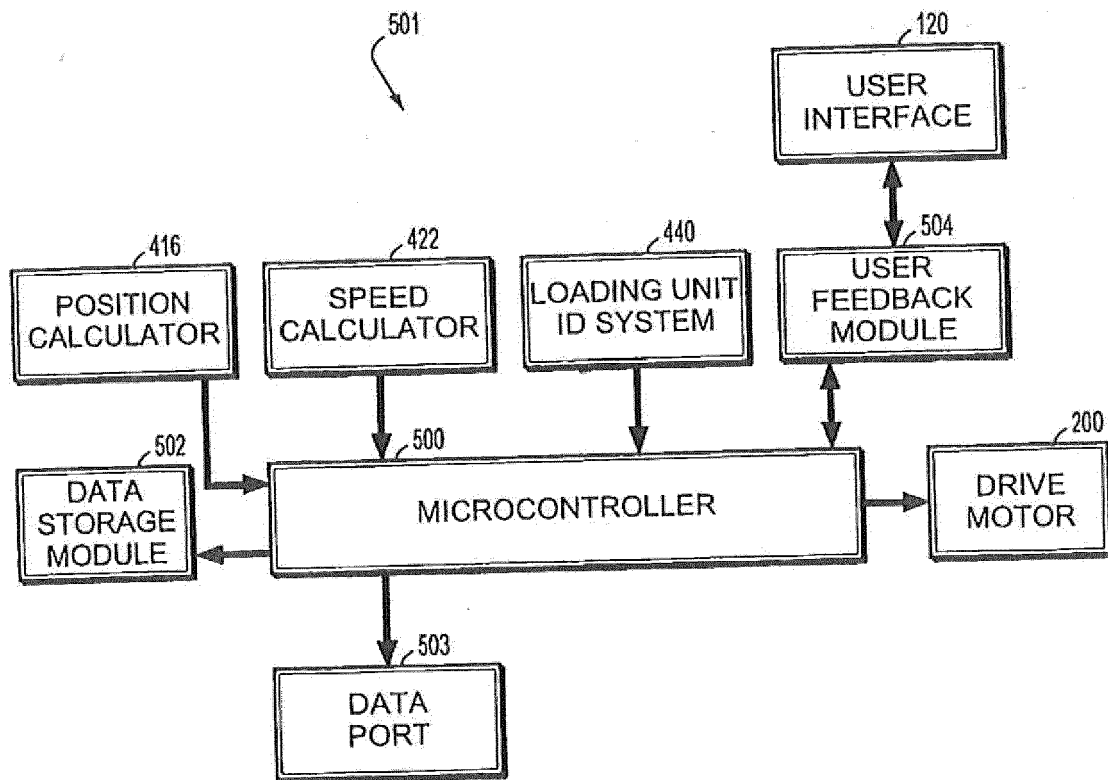 501
120
USER
INTERFACE
416
POSITION
CALCULATOR
422
SPEED
CALCULATOR
440
LOADING UNIT
ID SYSTEM
504
USER
FEEDBACK
MODULE
502
DATA
STORAGE
MODULE
500
MICROCONTROLLER
200
DRIVE
MOTOR
503
DATA
PORT